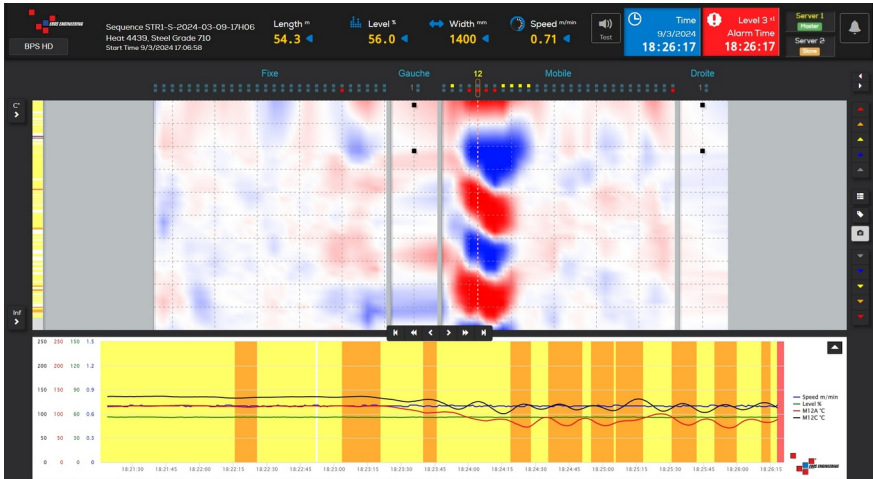 EBDS ENGINEERING
BPS HD
Sequence STR1-S-2024-03-09-17H06
Heat 4439, Steel Grade 710
Start Time 9/3/2024 17:06:58
Length m
54.3
Level %
56.0
Width mm
1400
Speed m/min
0.71
Test
Time
9/3/2024
18:26:17
Level 3 x1
Alarm Time
18:26:17
Server 1
Master
Server 2
Slave
Fixe
Gauche
12
Mobile
Droite
1
1
C°
Inf
250 250 150 1.5
200 200 120 1.2
150 150 90 0.9
100 100 60 0.6
50 50 30 0.3
0 0 0 0
Speed m/min
Level %
M12A °C
M12C °C
18:21:30 18:21:45 18:22:00 18:22:15 18:22:30 18:22:45 18:23:00 18:23:15 18:23:30 18:23:45 18:24:00 18:24:15 18:24:30 18:24:45 18:25:00 18:25:15 18:25:30 18:25:45 18:26:00 18:26:15
EBDS ENGINEERING